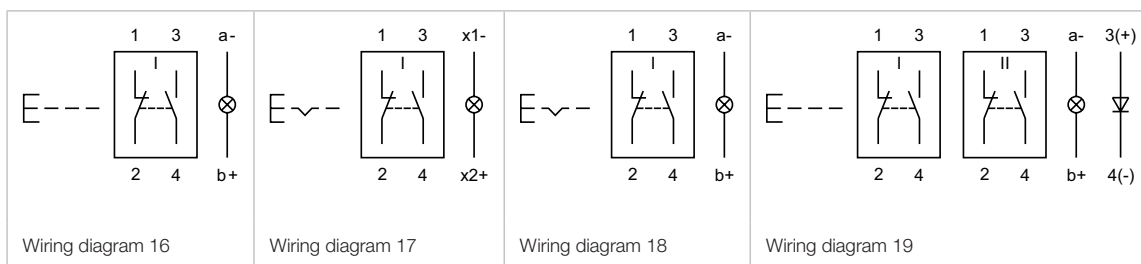 1 3 a- 1 3 x1- 1 3 a- 1 3 1 3 a- 3(+)
I I I I II
2 4 b+ 2 4 x2+ 2 4 b+ 2 4 2 4 b+ 4(-)
Wiring diagram 16 Wiring diagram 17 Wiring diagram 18 Wiring diagram 19